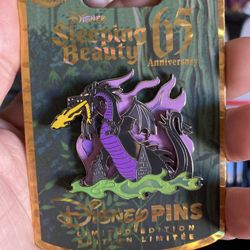 Disney
Sleeping
Beauty
65
Anniversary
Disney PINS
LIMITED EDITION
ÉDITION LIMITÉE